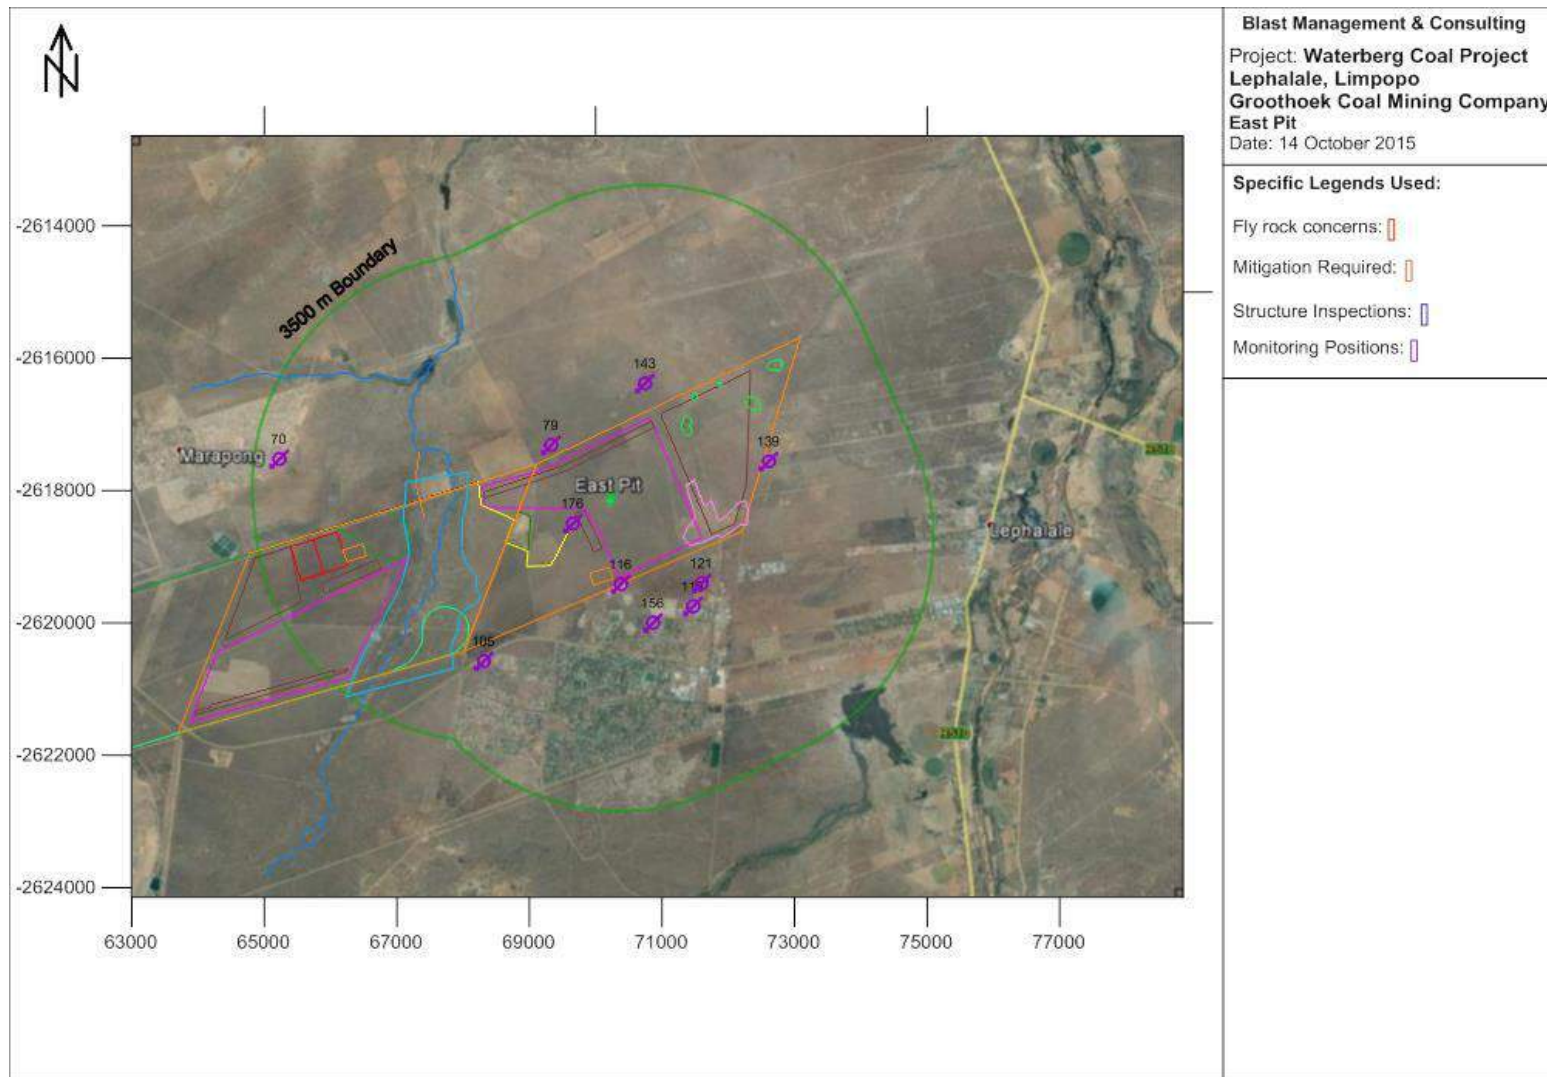 N
Blast Management & Consulting
Project: Waterberg Coal Project
Lephalale, Limpopo
Groothoek Coal Mining Company
East Pit
Date: 14 October 2015
Specific Legends Used:
Fly rock concerns:
Mitigation Required:
Structure Inspections:
Monitoring Positions:
-2614000
-2616000
-2618000
-2620000
-2622000
-2624000
63000
65000
67000
69000
71000
73000
75000
77000
3500 m Boundary
143
79
139
70
Marapong
East Pit
176
Lephalale
116
121
156